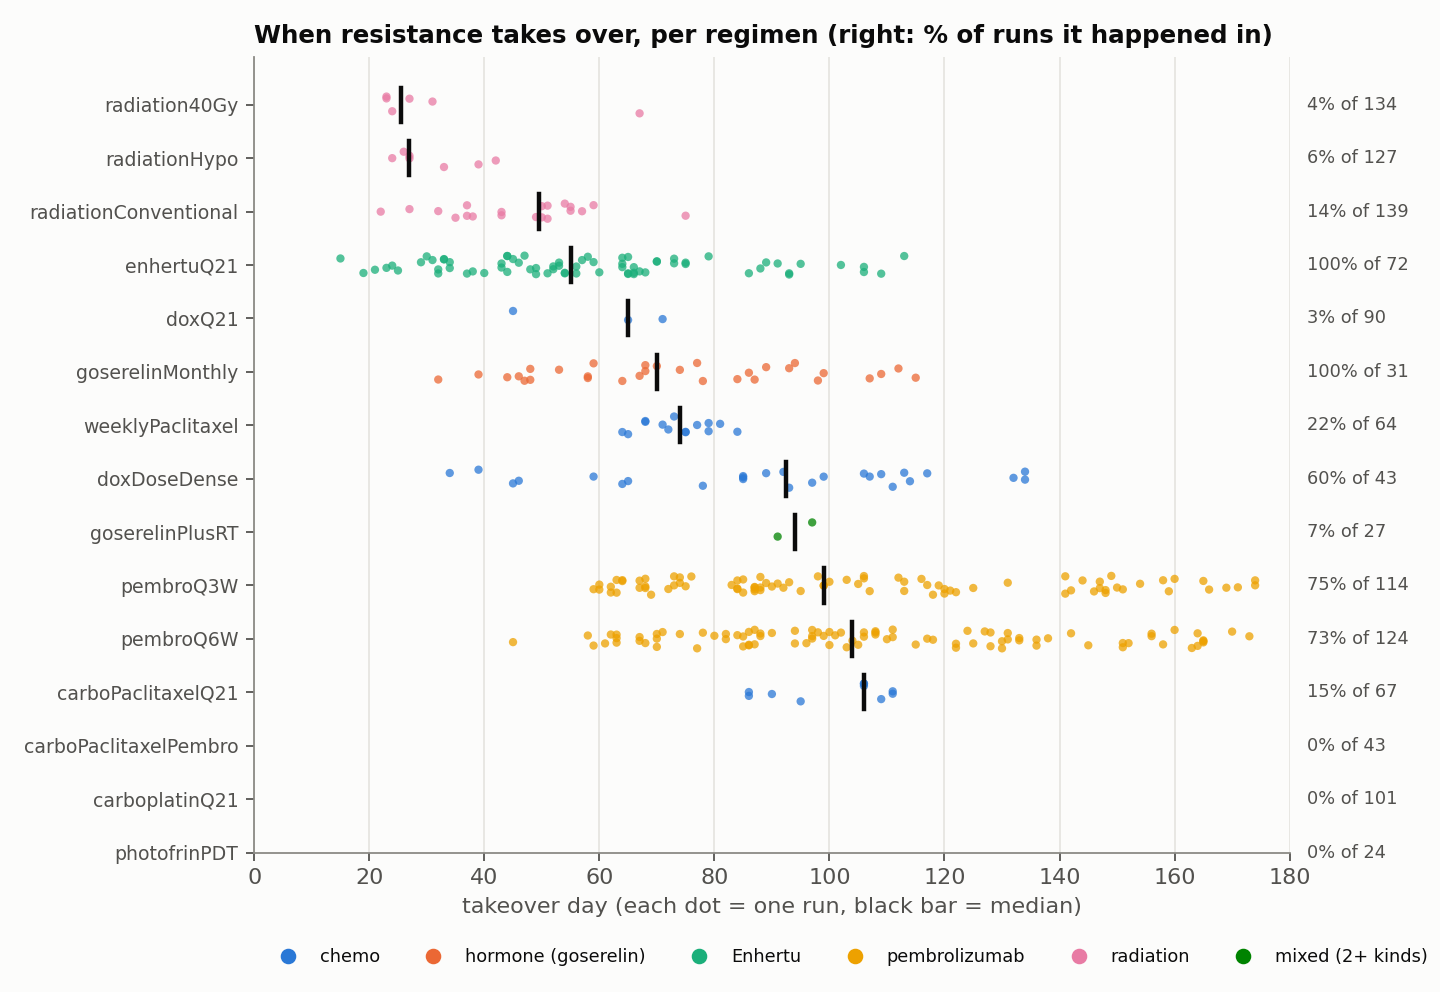 When resistance takes over, per regimen (right: % of runs it happened in)
radiation40Gy 4% of 134
radiationHypo 6% of 127
radiationConventional 14% of 139
enhertuQ21 100% of 72
doxQ21 3% of 90
goserelinMonthly 100% of 31
weeklyPaclitaxel 22% of 64
doxDoseDense 60% of 43
goserelinPlusRT 7% of 27
pembroQ3W 75% of 114
pembroQ6W 73% of 124
carboPaclitaxelQ21 15% of 67
carboPaclitaxelPembro 0% of 43
carboplatinQ21 0% of 101
photofrinPDT 0% of 24
0 20 40 60 80 100 120 140 160 180
takeover day (each dot = one run, black bar = median)
chemo hormone (goserelin) Enhertu pembrolizumab radiation mixed (2+ kinds)